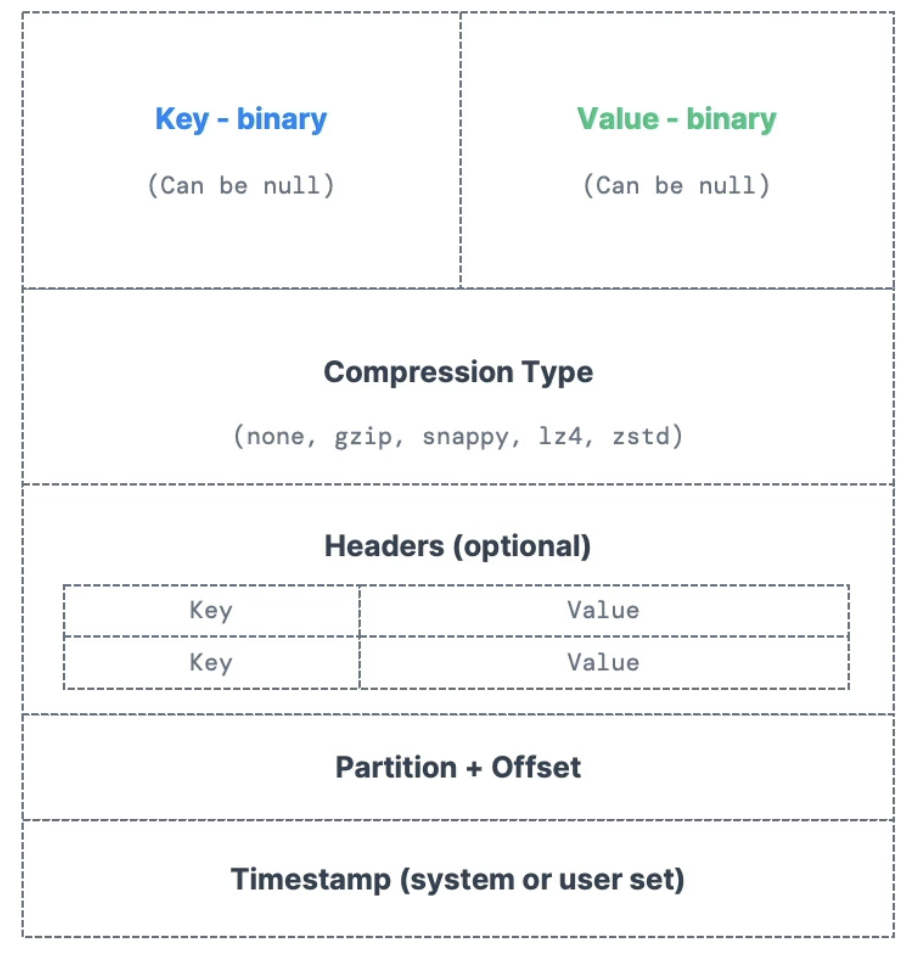 Key - binary Value - binary
(Can be null) (Can be null)
Compression Type
(none, gzip, snappy, lz4, zstd)
Headers (optional)
Key Value
Key Value
Partition + Offset
Timestamp (system or user set)